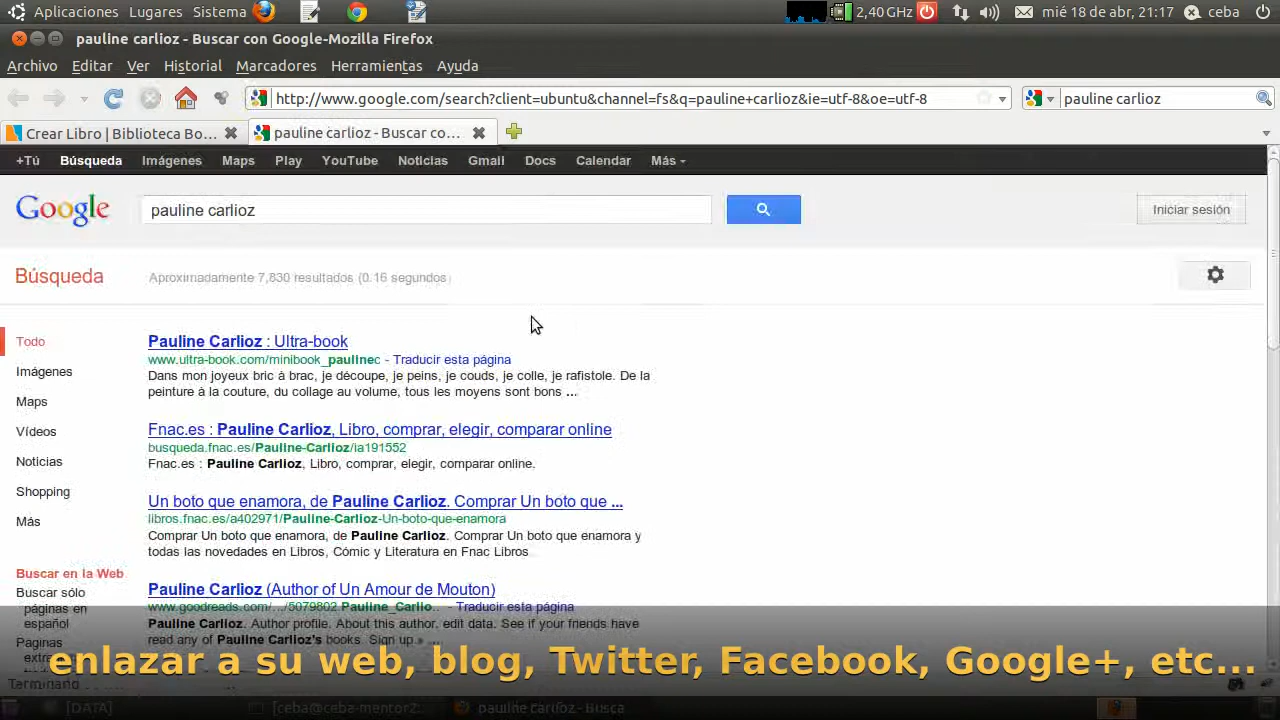 Aplicaciones Lugares Sistema 2,40 GHz mié 18 de abr, 21:17 ceba
pauline carlioz - Buscar con Google-Mozilla Firefox
Archivo Editar Ver Historial Marcadores Herramientas Ayuda
http://www.google.com/search?client=ubuntu&channel=fs&q=pauline+carlioz&ie=utf-8&oe=utf-8 pauline carlioz
Crear Libro | Biblioteca Bo... pauline carlioz - Buscar co...
+Tú Búsqueda Imágenes Maps Play YouTube Noticias Gmail Docs Calendar Más
Google pauline carlioz Iniciar sesión
Búsqueda Aproximadamente 7,830 resultados (0.16 segundos)
Todo
Imágenes
Maps
Vídeos
Noticias
Shopping
Más
Buscar en la Web
Buscar sólo
páginas en
español
Paginas
Pauline Carlioz : Ultra-book
www.ultra-book.com/minibook_paulinec - Traducir esta página
Dans mon joyeux bric à brac, je découpe, je peins, je couds, je colle, je rafistole. De la
peinture à la couture, du collage au volume, tous les moyens sont bons ...
Fnac.es : Pauline Carlioz, Libro, comprar, elegir, comparar online
busqueda.fnac.es/Pauline-Carlioz/ia191552
Fnac.es : Pauline Carlioz, Libro, comprar, elegir, comparar online.
Un boto que enamora, de Pauline Carlioz. Comprar Un boto que ...
libros.fnac.es/a402971/Pauline-Carlioz-Un-boto-que-enamora
Comprar Un boto que enamora, de Pauline Carlioz. Comprar Un boto que enamora y
todas las novedades en Libros, Cómic y Literatura en Fnac Libros
Pauline Carlioz (Author of Un Amour de Mouton)
www.goodreads.com/.../5079802.Pauline_Carlio.. - Traducir esta página
Pauline Carlioz. Author profile. About this author. edit data. See if your friends have
read any of Pauline Carlioz's books. Sign up » ...
enlazar a su web, blog, Twitter, Facebook, Google+, etc...
Terminado
[DATA] pauline carlioz - Busca